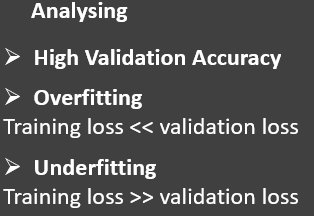 Analysing
➤ High Validation Accuracy
➤ Overfitting
Training loss << validation loss
➤ Underfitting
Training loss >> validation loss